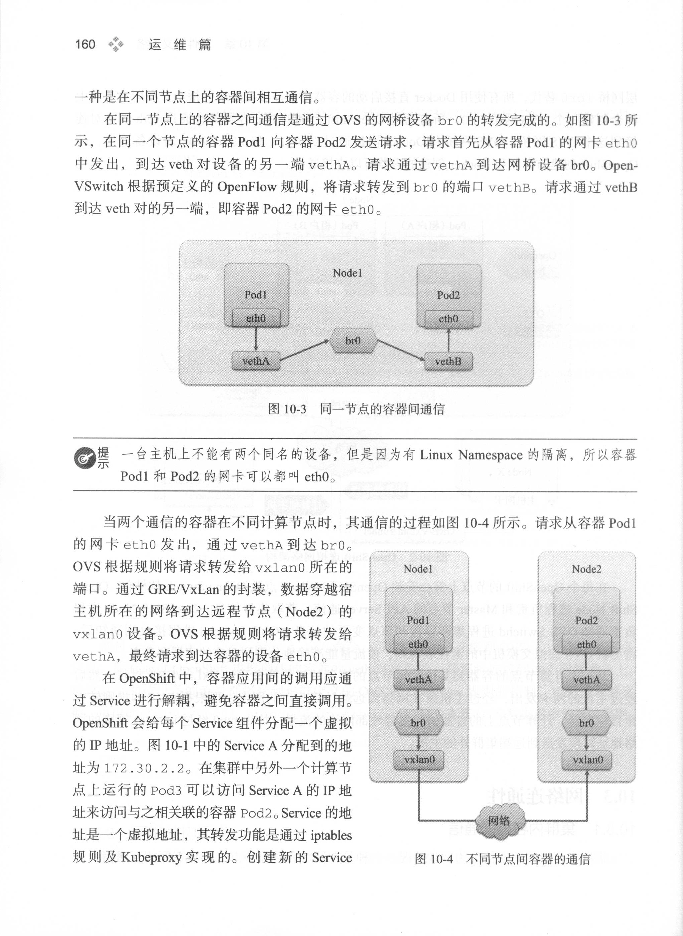 160 运 维 篇
一种是在不同节点上的容器间相互通信。
在同一节点上的容器之间通信是通过 OVS 的网桥设备 br0 的转发完成的。如图 10-3 所
示，在同一个节点的容器 Pod1 向容器 Pod2 发送请求，请求首先从容器 Pod1 的网卡 eth0
中发出，到达 veth 对设备的另一端 vethA。请求通过 vethA 到达网桥设备 br0。Open-
VSwitch 根据预定义的 OpenFlow 规则，将请求转发到 br0 的端口 vethB。请求通过 vethB
到达 veth 对的另一端，即容器 Pod2 的网卡 eth0。
Node1
Pod1
Pod2
eth0
eth0
br0
vethA
vethB
图 10-3 同一节点的容器间通信
提示
一台主机上不能有两个同名的设备，但是因为有 Linux Namespace 的隔离，所以容器
Pod1 和 Pod2 的网卡可以都叫 eth0。
当两个通信的容器在不同计算节点时，其通信的过程如图 10-4 所示。请求从容器 Pod1
的网卡 eth0 发出，通过 vethA 到达 br0。
OVS 根据规则将请求转发给 vxlan0 所在的
端口。通过 GRE/VxLan 的封装，数据穿越宿
主机所在的网络到达远程节点（Node2）的
vxlan0 设备。OVS 根据规则将请求转发给
vethA，最终请求到达容器的设备 eth0。
在 OpenShift 中，容器应用间的调用应通
过 Service 进行解耦，避免容器之间直接调用。
OpenShift 会给每个 Service 组件分配一个虚拟
的 IP 地址。图 10-1 中的 Service A 分配到的地
址为 172.30.2.2。在集群中另外一个计算节
点上运行的 Pod3 可以访问 Service A 的 IP 地
址来访问与之相关联的容器 Pod2。Service 的地
址是一个虚拟地址，其转发功能是通过 iptables
规则及 Kubeproxy 实现的。创建新的 Service
Node1
Node2
Pod1
Pod2
eth0
eth0
vethA
vethA
br0
br0
vxlan0
vxlan0
网络
图 10-4 不同节点间容器的通信